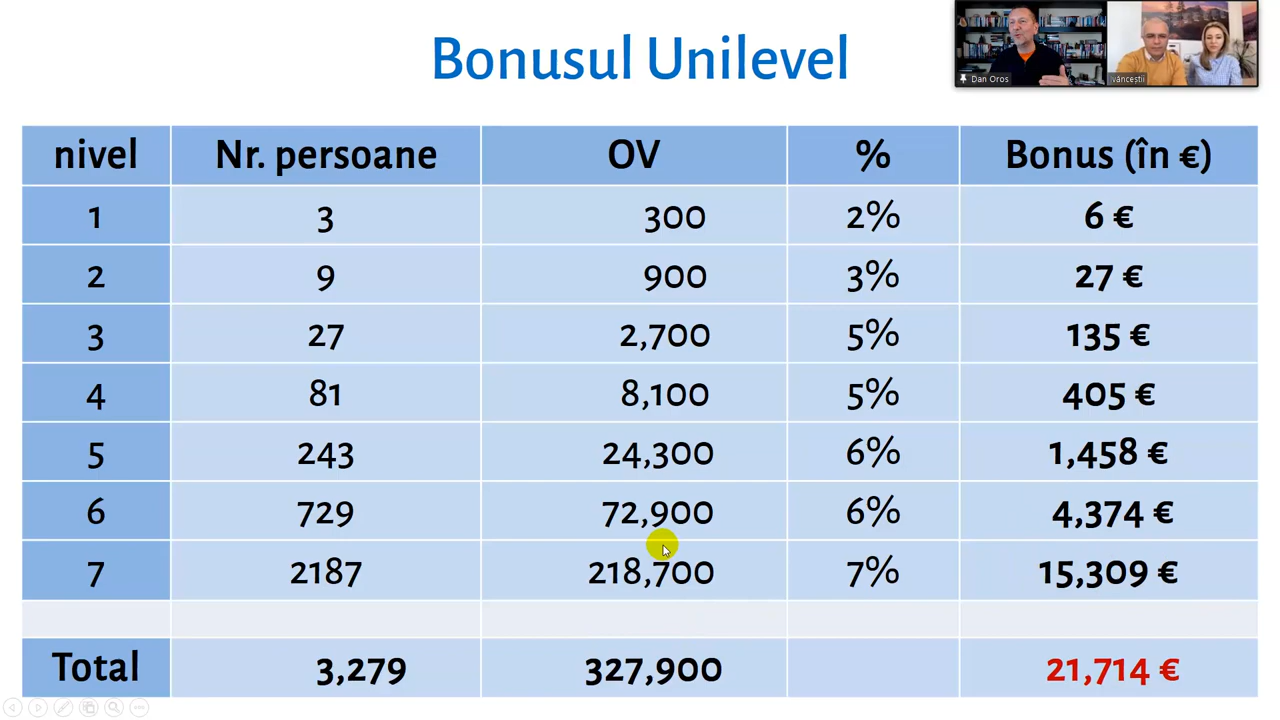 Bonusul Unilevel
Dan Oros
Ivănceștii
nivel Nr. persoane OV % Bonus (în €)
1 3 300 2% 6 €
2 9 900 3% 27 €
3 27 2,700 5% 135 €
4 81 8,100 5% 405 €
5 243 24,300 6% 1,458 €
6 729 72,900 6% 4,374 €
7 2187 218,700 7% 15,309 €
Total 3,279 327,900 21,714 €